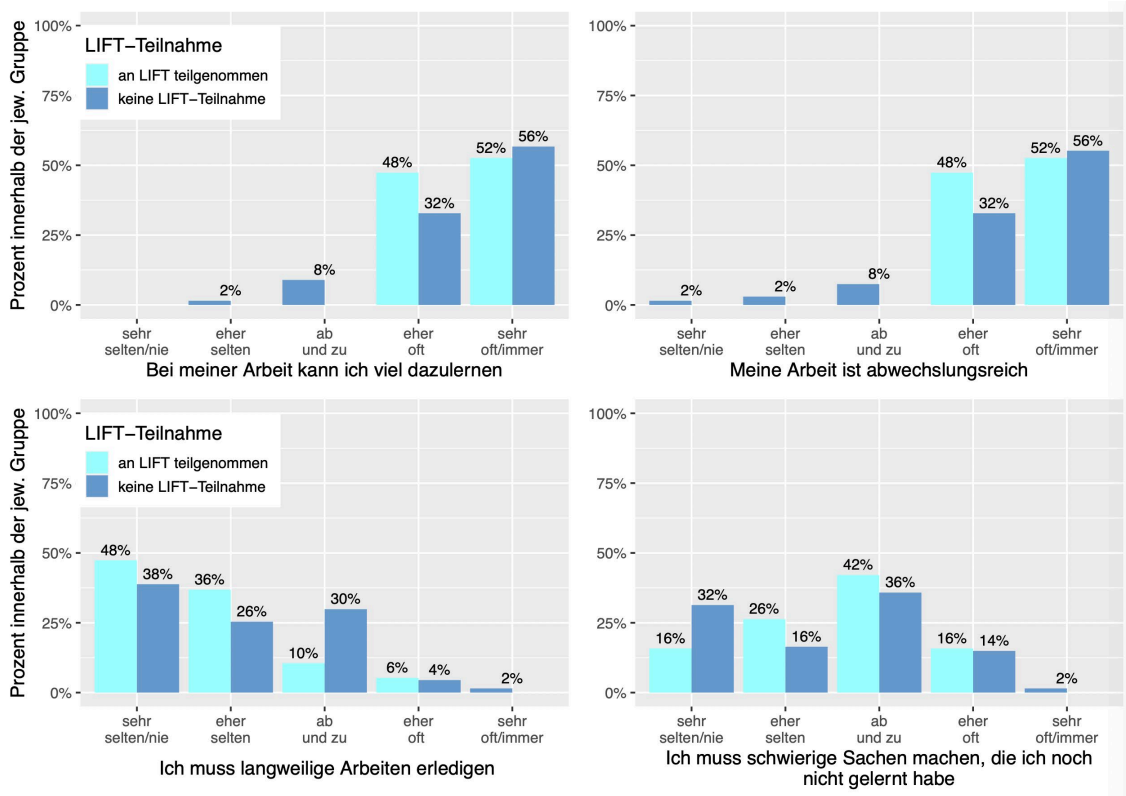 Prozent innerhalb der jew. Gruppe
100%
75%
50%
25%
0%
LIFT–Teilnahme
an LIFT teilgenommen
keine LIFT–Teilnahme
2%
8%
48%
32%
52%
56%
sehr
selten/nie
eher
selten
ab
und zu
eher
oft
sehr
oft/immer
Bei meiner Arbeit kann ich viel dazulernen
100%
75%
50%
25%
0%
2%
2%
8%
48%
32%
52%
56%
sehr
selten/nie
eher
selten
ab
und zu
eher
oft
sehr
oft/immer
Meine Arbeit ist abwechslungsreich
Prozent innerhalb der jew. Gruppe
100%
75%
50%
25%
0%
LIFT–Teilnahme
an LIFT teilgenommen
keine LIFT–Teilnahme
48%
38%
36%
26%
10%
30%
6%
4%
2%
sehr
selten/nie
eher
selten
ab
und zu
eher
oft
sehr
oft/immer
Ich muss langweilige Arbeiten erledigen
100%
75%
50%
25%
0%
16%
32%
26%
16%
42%
36%
16%
14%
2%
sehr
selten/nie
eher
selten
ab
und zu
eher
oft
sehr
oft/immer
Ich muss schwierige Sachen machen, die ich noch
nicht gelernt habe